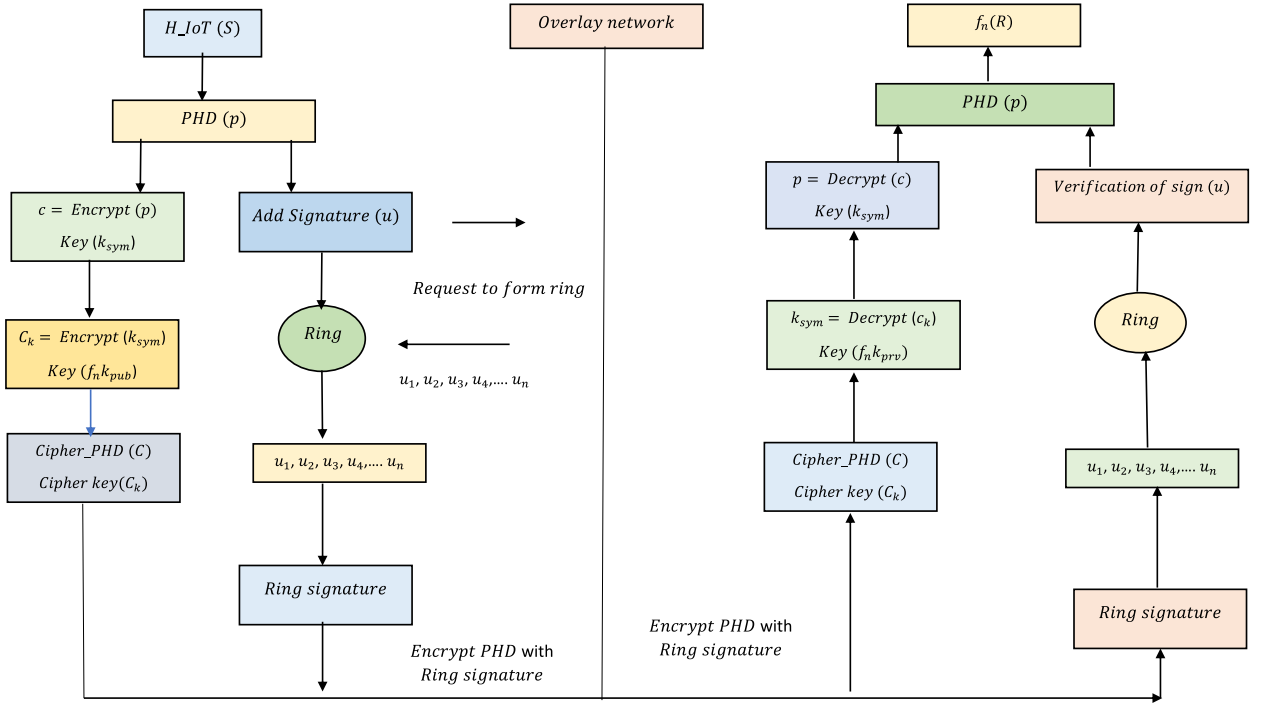 H_IoT (S)
PHD (p)
c = Encrypt (p)
Key (k_sym)
C_k = Encrypt (k_sym)
Key (f_n k_pub)
Cipher_PHD (C)
Cipher key(C_k)
Add Signature (u)
Ring
u_1, u_2, u_3, u_4,.... u_n
Ring signature
Request to form ring
u_1, u_2, u_3, u_4,.... u_n
Encrypt PHD with
Ring signature
Overlay network
f_n(R)
PHD (p)
p = Decrypt (c)
Key (k_sym)
k_sym = Decrypt (c_k)
Key (f_n k_prv)
Cipher_PHD (C)
Cipher key (C_k)
Encrypt PHD with
Ring signature
Verification of sign (u)
Ring
u_1, u_2, u_3, u_4,.... u_n
Ring signature